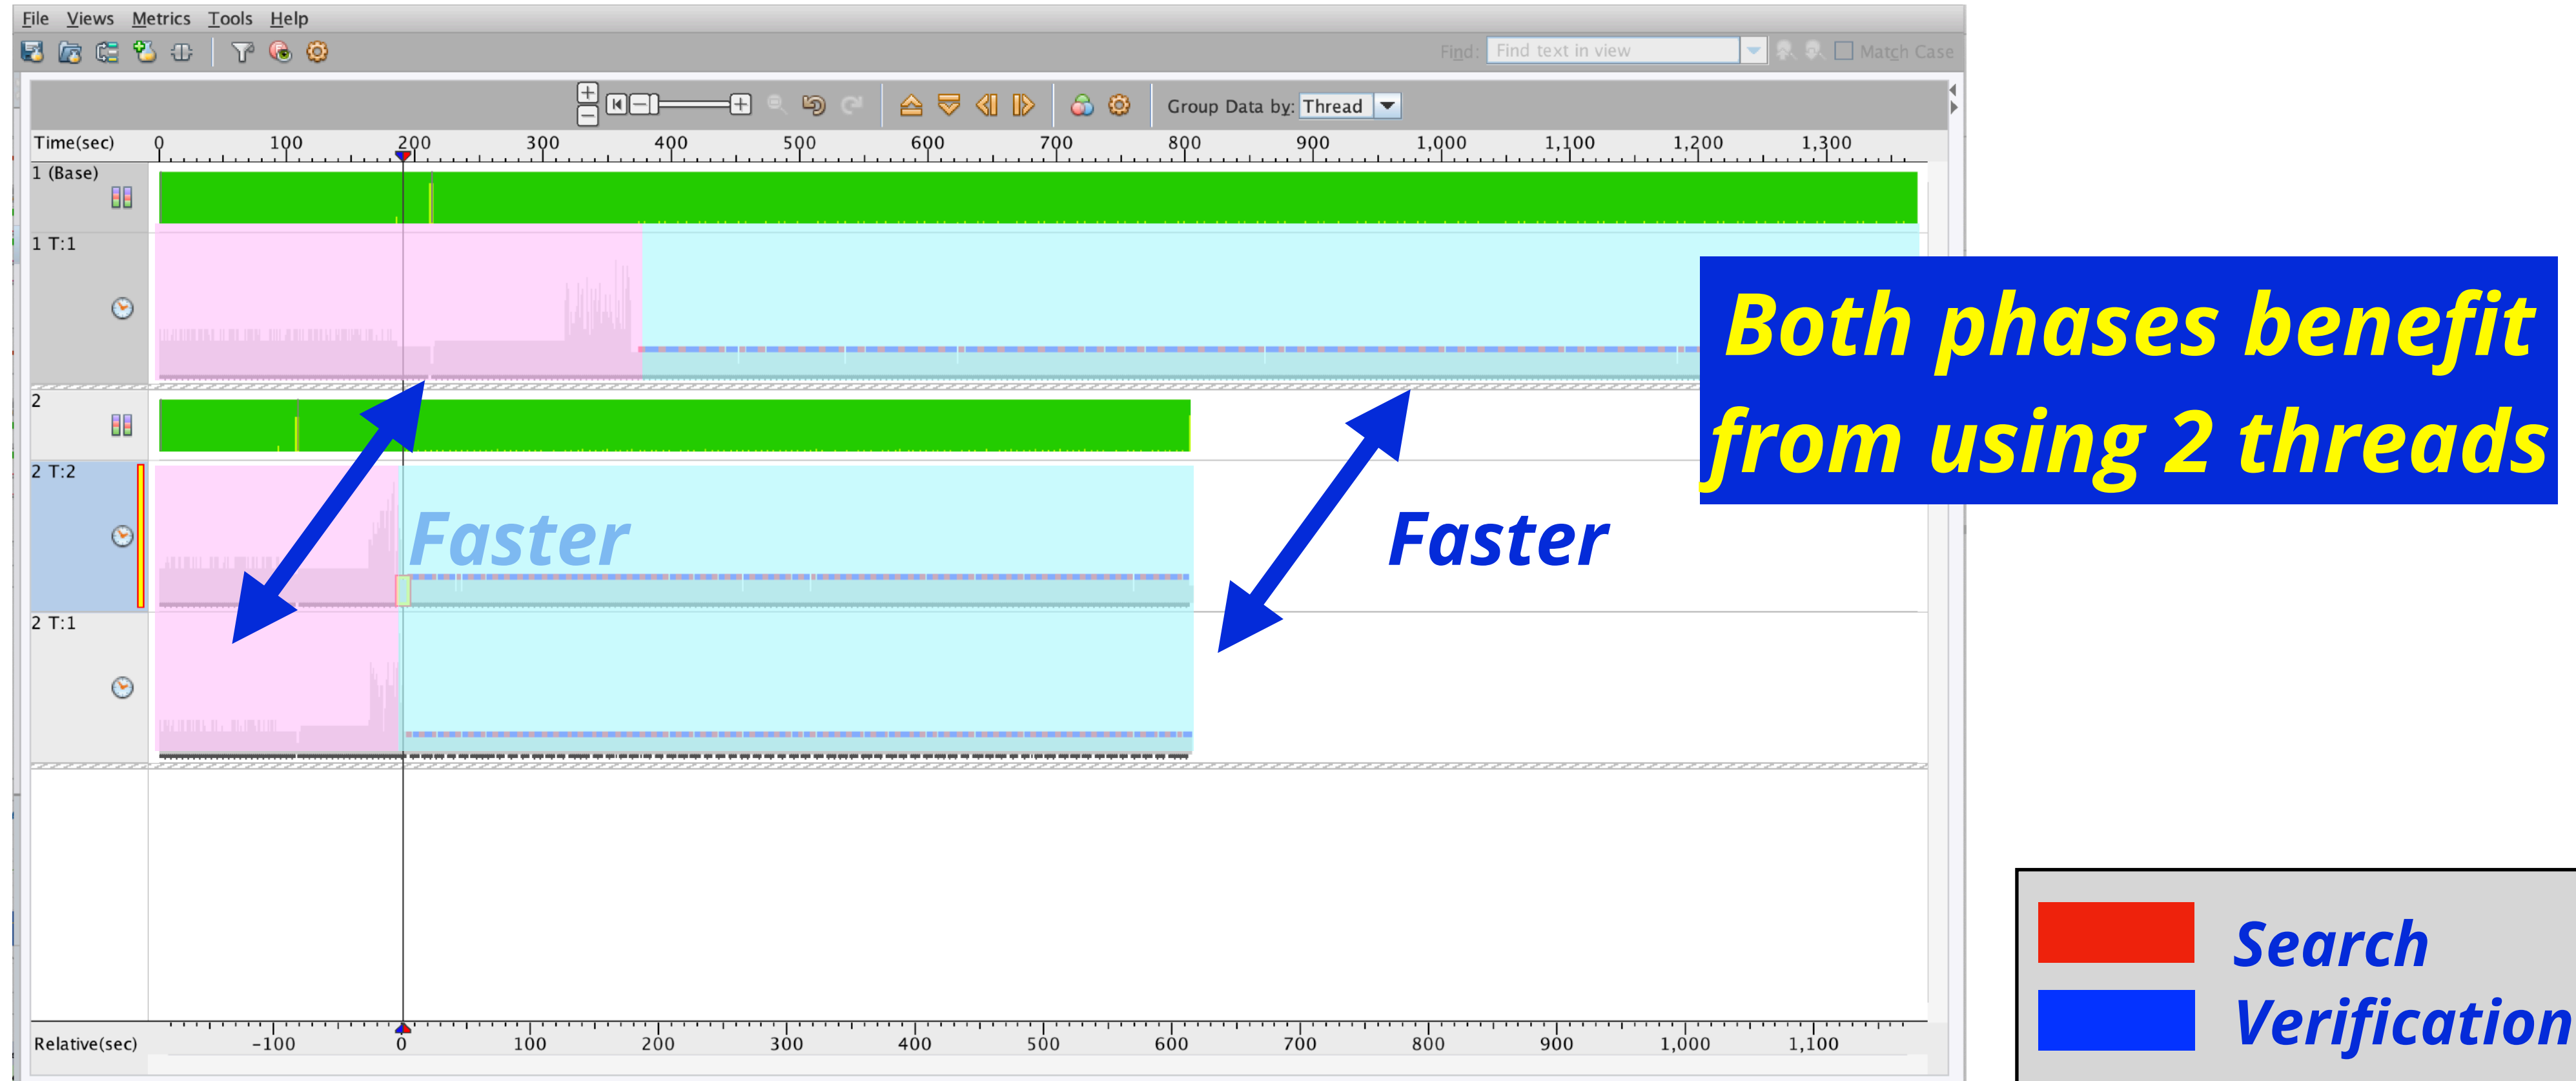 File Views Metrics Tools Help
Find: Find text in view Match Case
Group Data by: Thread
Time(sec) 0 100 200 300 400 500 600 700 800 900 1,000 1,100 1,200 1,300
1 (Base)
1 T:1
Both phases benefit
from using 2 threads
2
2 T:2
Faster Faster
2 T:1
Search
Verification
Relative(sec) -100 0 100 200 300 400 500 600 700 800 900 1,000 1,100